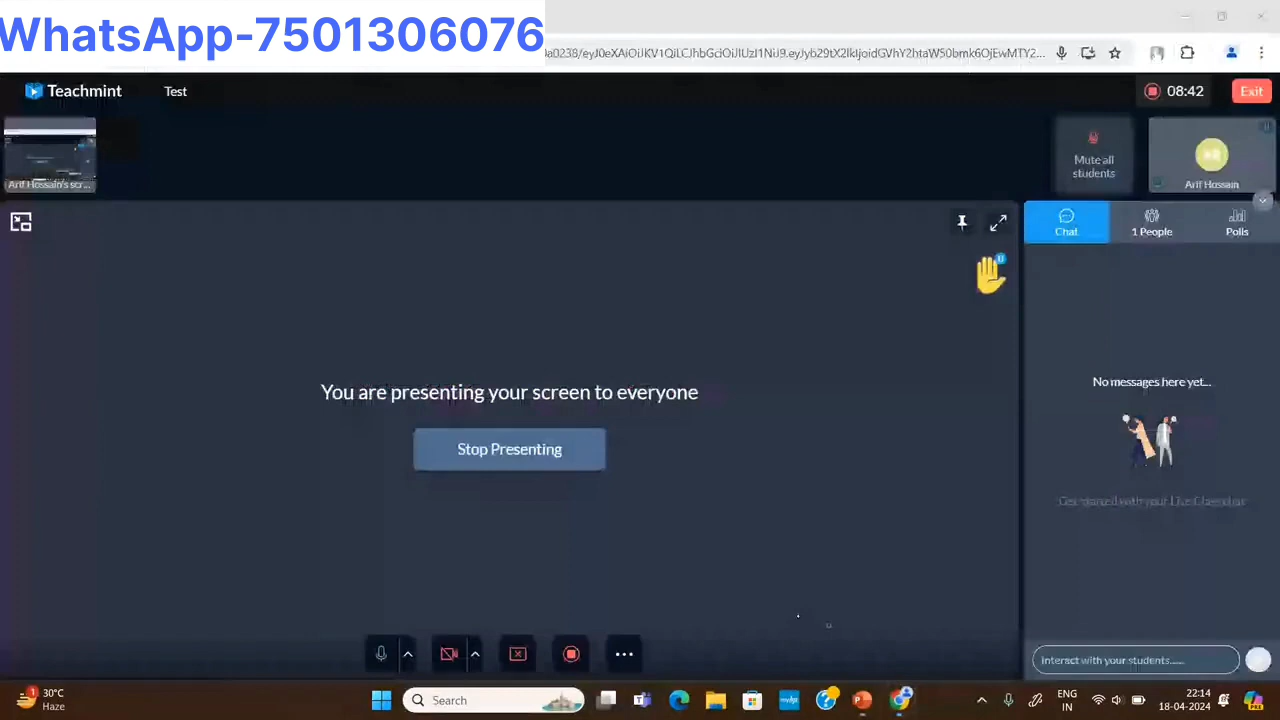 WhatsApp-7501306076
Teachmint
Test
08:42
Exit
Arif Hossain's scr...
Mute all
students
Arif Hossain
Chat
1 People
Polls
You are presenting your screen to everyone
Stop Presenting
No messages here yet...
Interact with your students......
1
30°C
Haze
Search
ENG
IN
22:14
18-04-2024